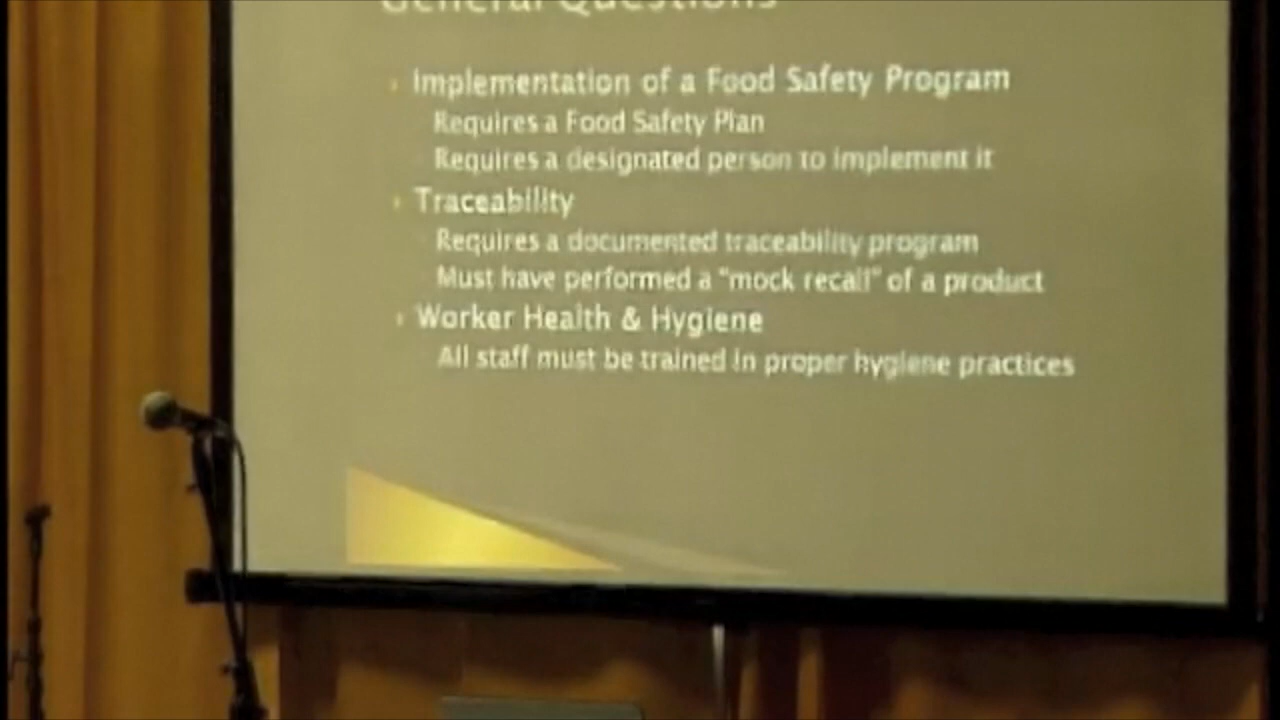 General Questions
Implementation of a Food Safety Program
Requires a Food Safety Plan
Requires a designated person to implement it
Traceability
Requires a documented traceability program
Must have performed a "mock recall" of a product
Worker Health & Hygiene
All staff must be trained in proper hygiene practices